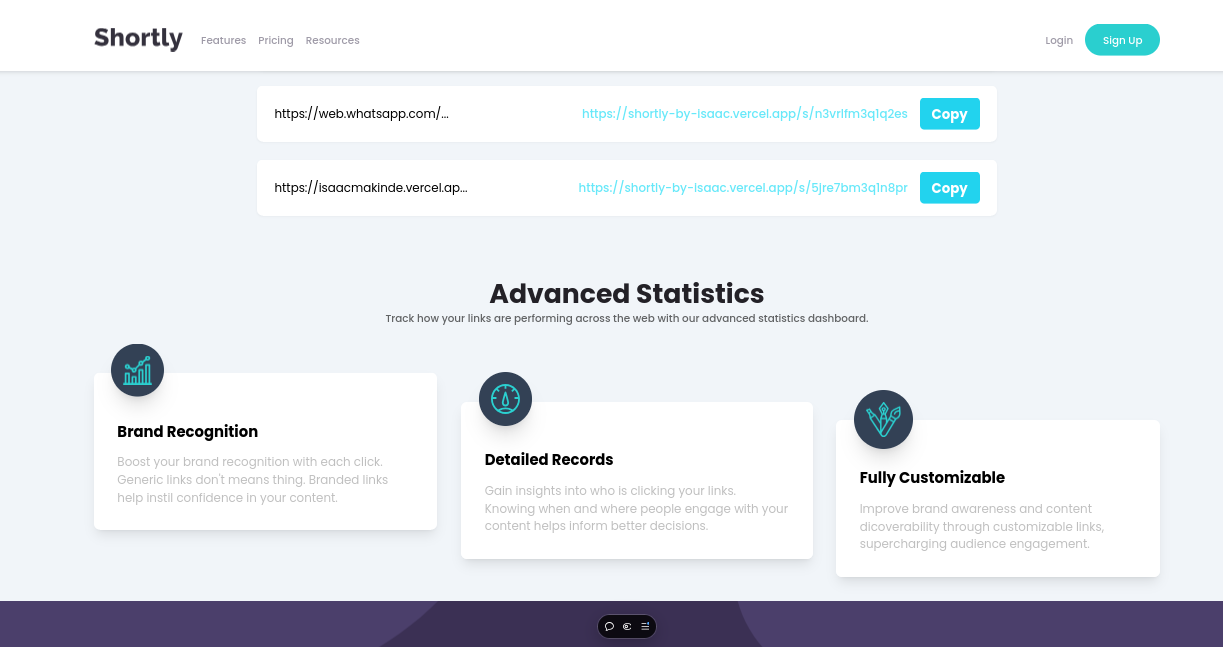 Shortly Features Pricing Resources Login Sign Up
https://web.whatsapp.com/... https://shortly-by-isaac.vercel.app/s/n3vrlfm3q1q2es Copy
https://isaacmakinde.vercel.ap... https://shortly-by-isaac.vercel.app/s/5jre7bm3q1n8pr Copy
Advanced Statistics
Track how your links are performing across the web with our advanced statistics dashboard.
Brand Recognition
Boost your brand recognition with each click.
Generic links don't means thing. Branded links
help instil confidence in your content.
Detailed Records
Gain insights into who is clicking your links.
Knowing when and where people engage with your
content helps inform better decisions.
Fully Customizable
Improve brand awareness and content
dicoverability through customizable links,
supercharging audience engagement.